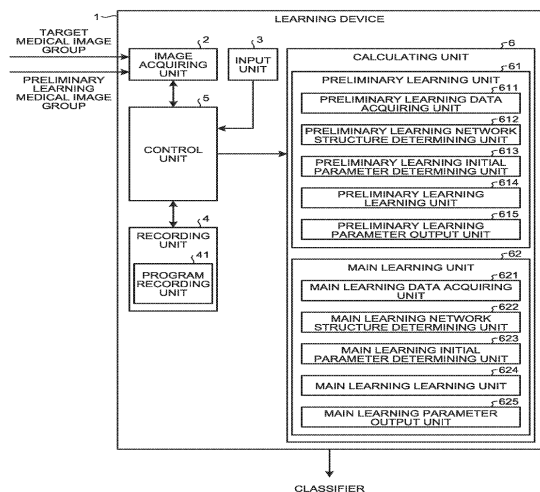 LEARNING DEVICE
1
TARGET
MEDICAL IMAGE
GROUP
PRELIMINARY
LEARNING
MEDICAL IMAGE
GROUP
2
IMAGE
ACQUIRING
UNIT
3
INPUT
UNIT
5
CONTROL
UNIT
4
RECORDING
UNIT
41
PROGRAM
RECORDING
UNIT
6
CALCULATING UNIT
61
PRELIMINARY LEARNING UNIT
611
PRELIMINARY LEARNING DATA
ACQUIRING UNIT
612
PRELIMINARY LEARNING NETWORK
STRUCTURE DETERMINING UNIT
613
PRELIMINARY LEARNING INITIAL
PARAMETER DETERMINING UNIT
614
PRELIMINARY LEARNING
LEARNING UNIT
615
PRELIMINARY LEARNING
PARAMETER OUTPUT UNIT
62
MAIN LEARNING UNIT
621
MAIN LEARNING DATA ACQUIRING
UNIT
622
MAIN LEARNING NETWORK
STRUCTURE DETERMINING UNIT
623
MAIN LEARNING INITIAL
PARAMETER DETERMINING UNIT
624
MAIN LEARNING LEARNING UNIT
625
MAIN LEARNING PARAMETER
OUTPUT UNIT
CLASSIFIER